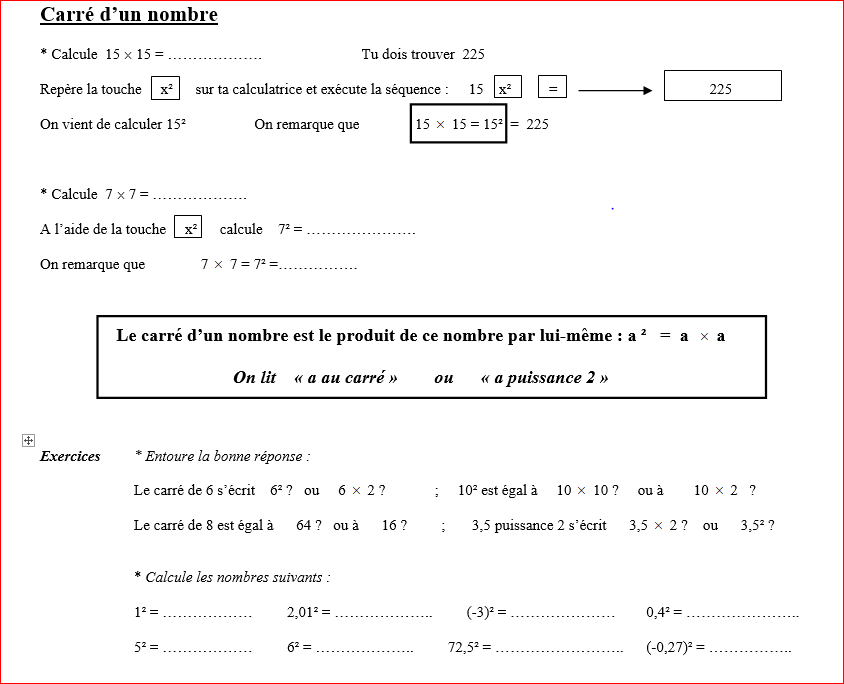 Carré d’un nombre
* Calcule 15 × 15 = ………………. Tu dois trouver 225
Repère la touche x² sur ta calculatrice et exécute la séquence : 15 x² = 225
On vient de calculer 15² On remarque que 15 × 15 = 15² = 225
* Calcule 7 × 7 = ……………….
A l’aide de la touche x² calcule 7² = ………………….
On remarque que 7 × 7 = 7² =…………….
Le carré d’un nombre est le produit de ce nombre par lui-même : a ² = a × a
On lit « a au carré » ou « a puissance 2 »
Exercices * Entoure la bonne réponse :
Le carré de 6 s’écrit 6² ? ou 6 × 2 ? ; 10² est égal à 10 × 10 ? ou à 10 × 2 ?
Le carré de 8 est égal à 64 ? ou à 16 ? ; 3,5 puissance 2 s’écrit 3,5 × 2 ? ou 3,5² ?
* Calcule les nombres suivants :
1² = ……………… 2,01² = ……………….. (-3)² = ………………… 0,4² = …………………..
5² = ……………… 6² = ……………….. 72,5² = …………………….. (-0,27)² = ……………..